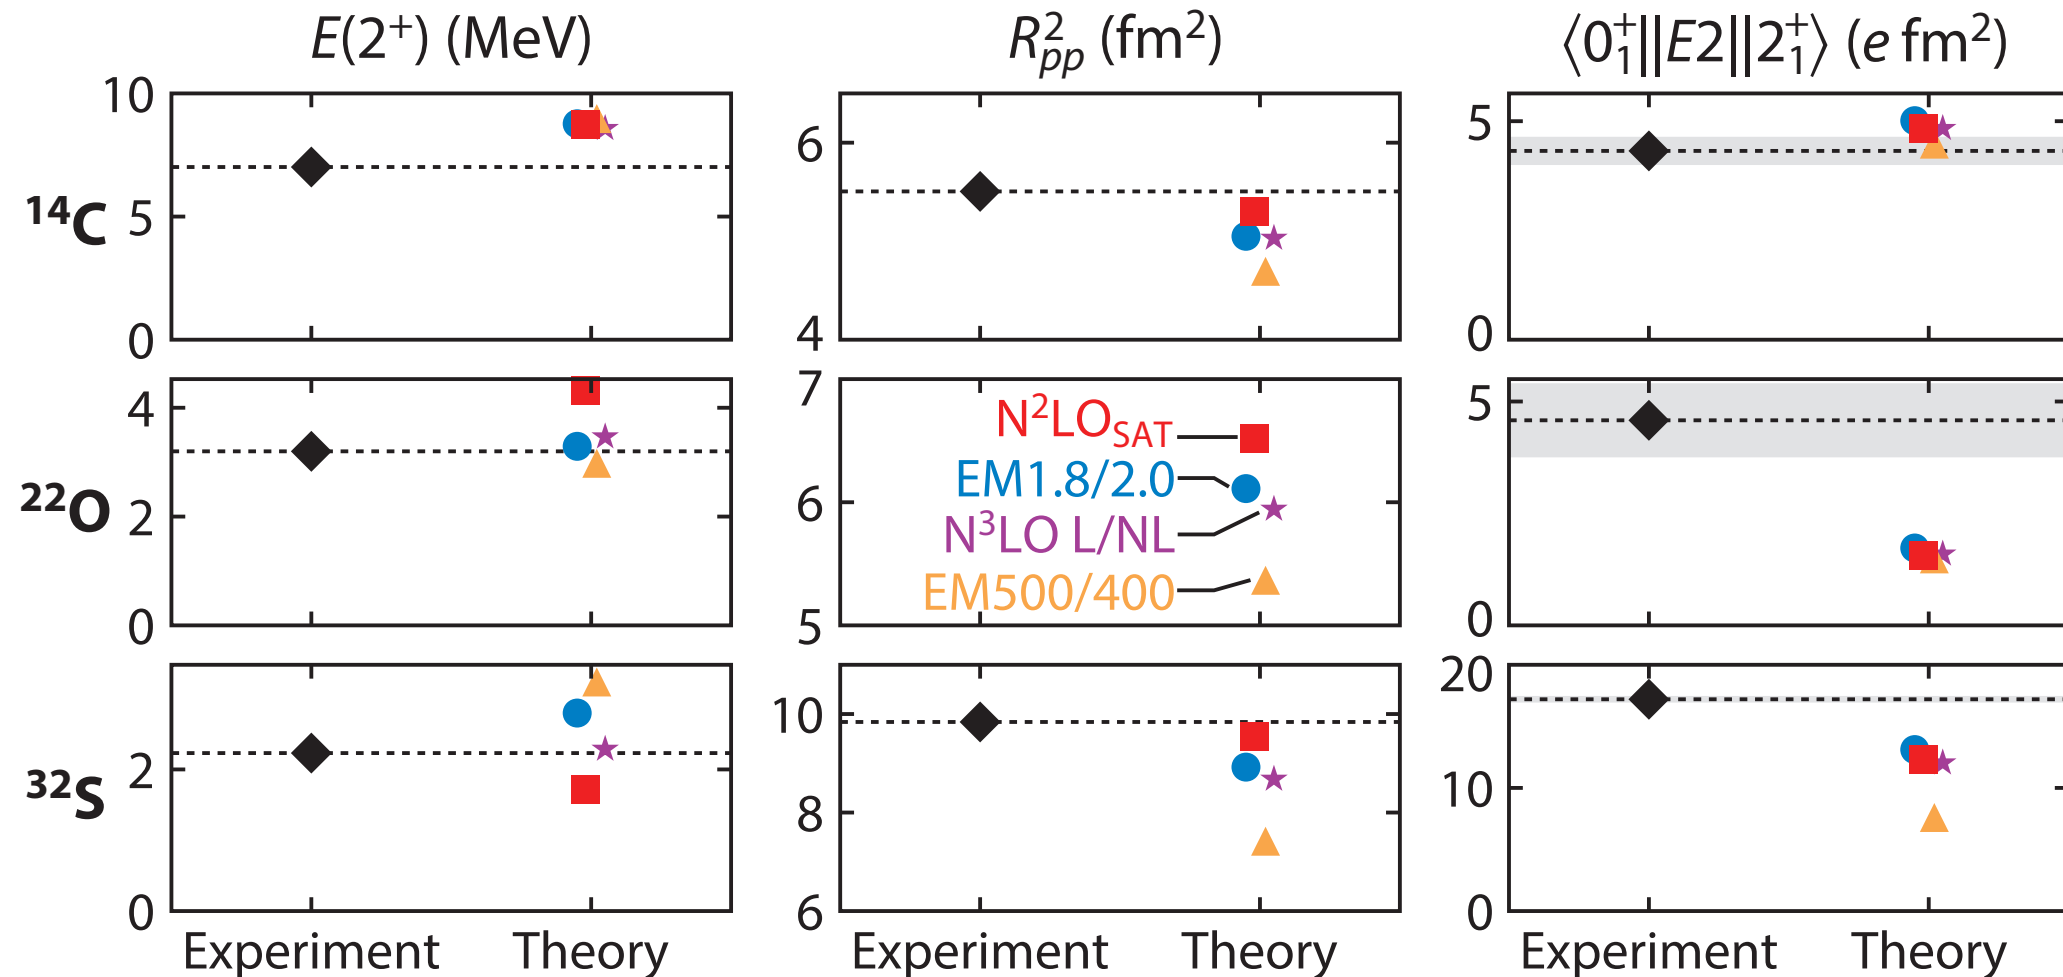 E(2⁺) (MeV)
R²pp (fm²)
⟨0⁺₁||E2||2⁺₁⟩ (e fm²)
¹⁴C
10
5
0
6
4
5
0
²²O
4
2
0
7
6
5
N²LO_SAT
EM1.8/2.0
N³LO L/NL
EM500/400
5
0
³²S
2
0
10
8
6
20
10
0
Experiment Theory
Experiment Theory
Experiment Theory